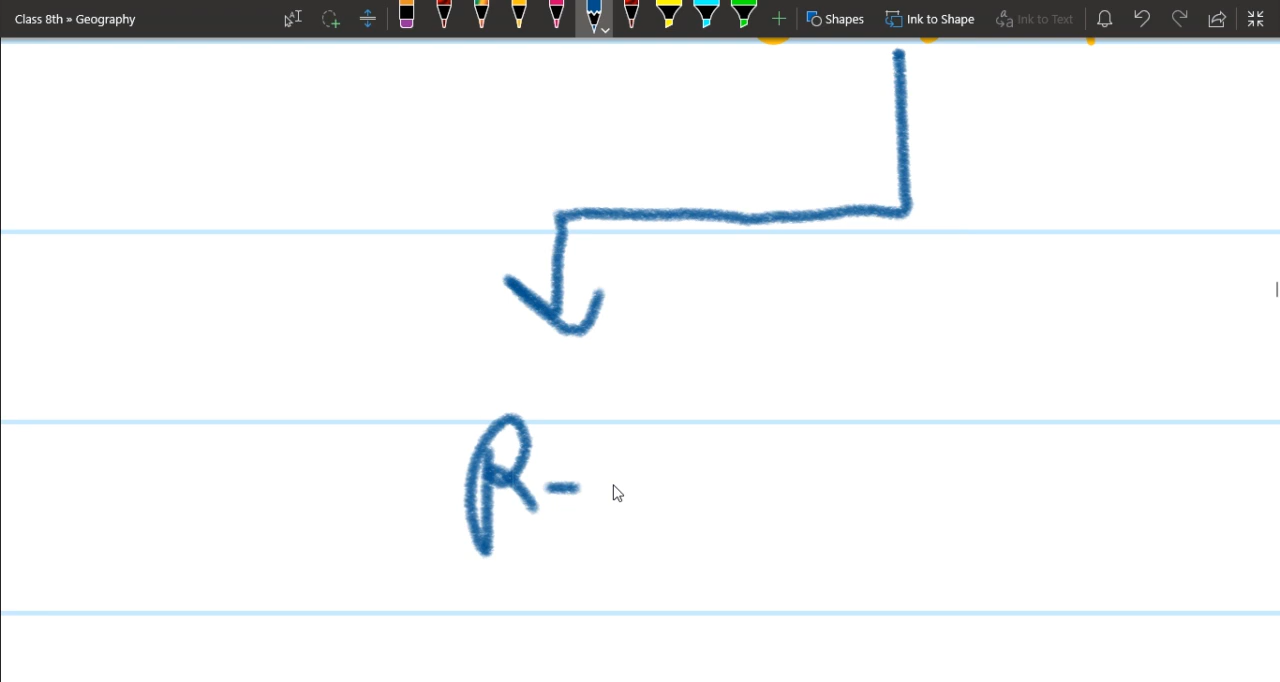 Class 8th » Geography
Shapes
Ink to Shape
Ink to Text
R-